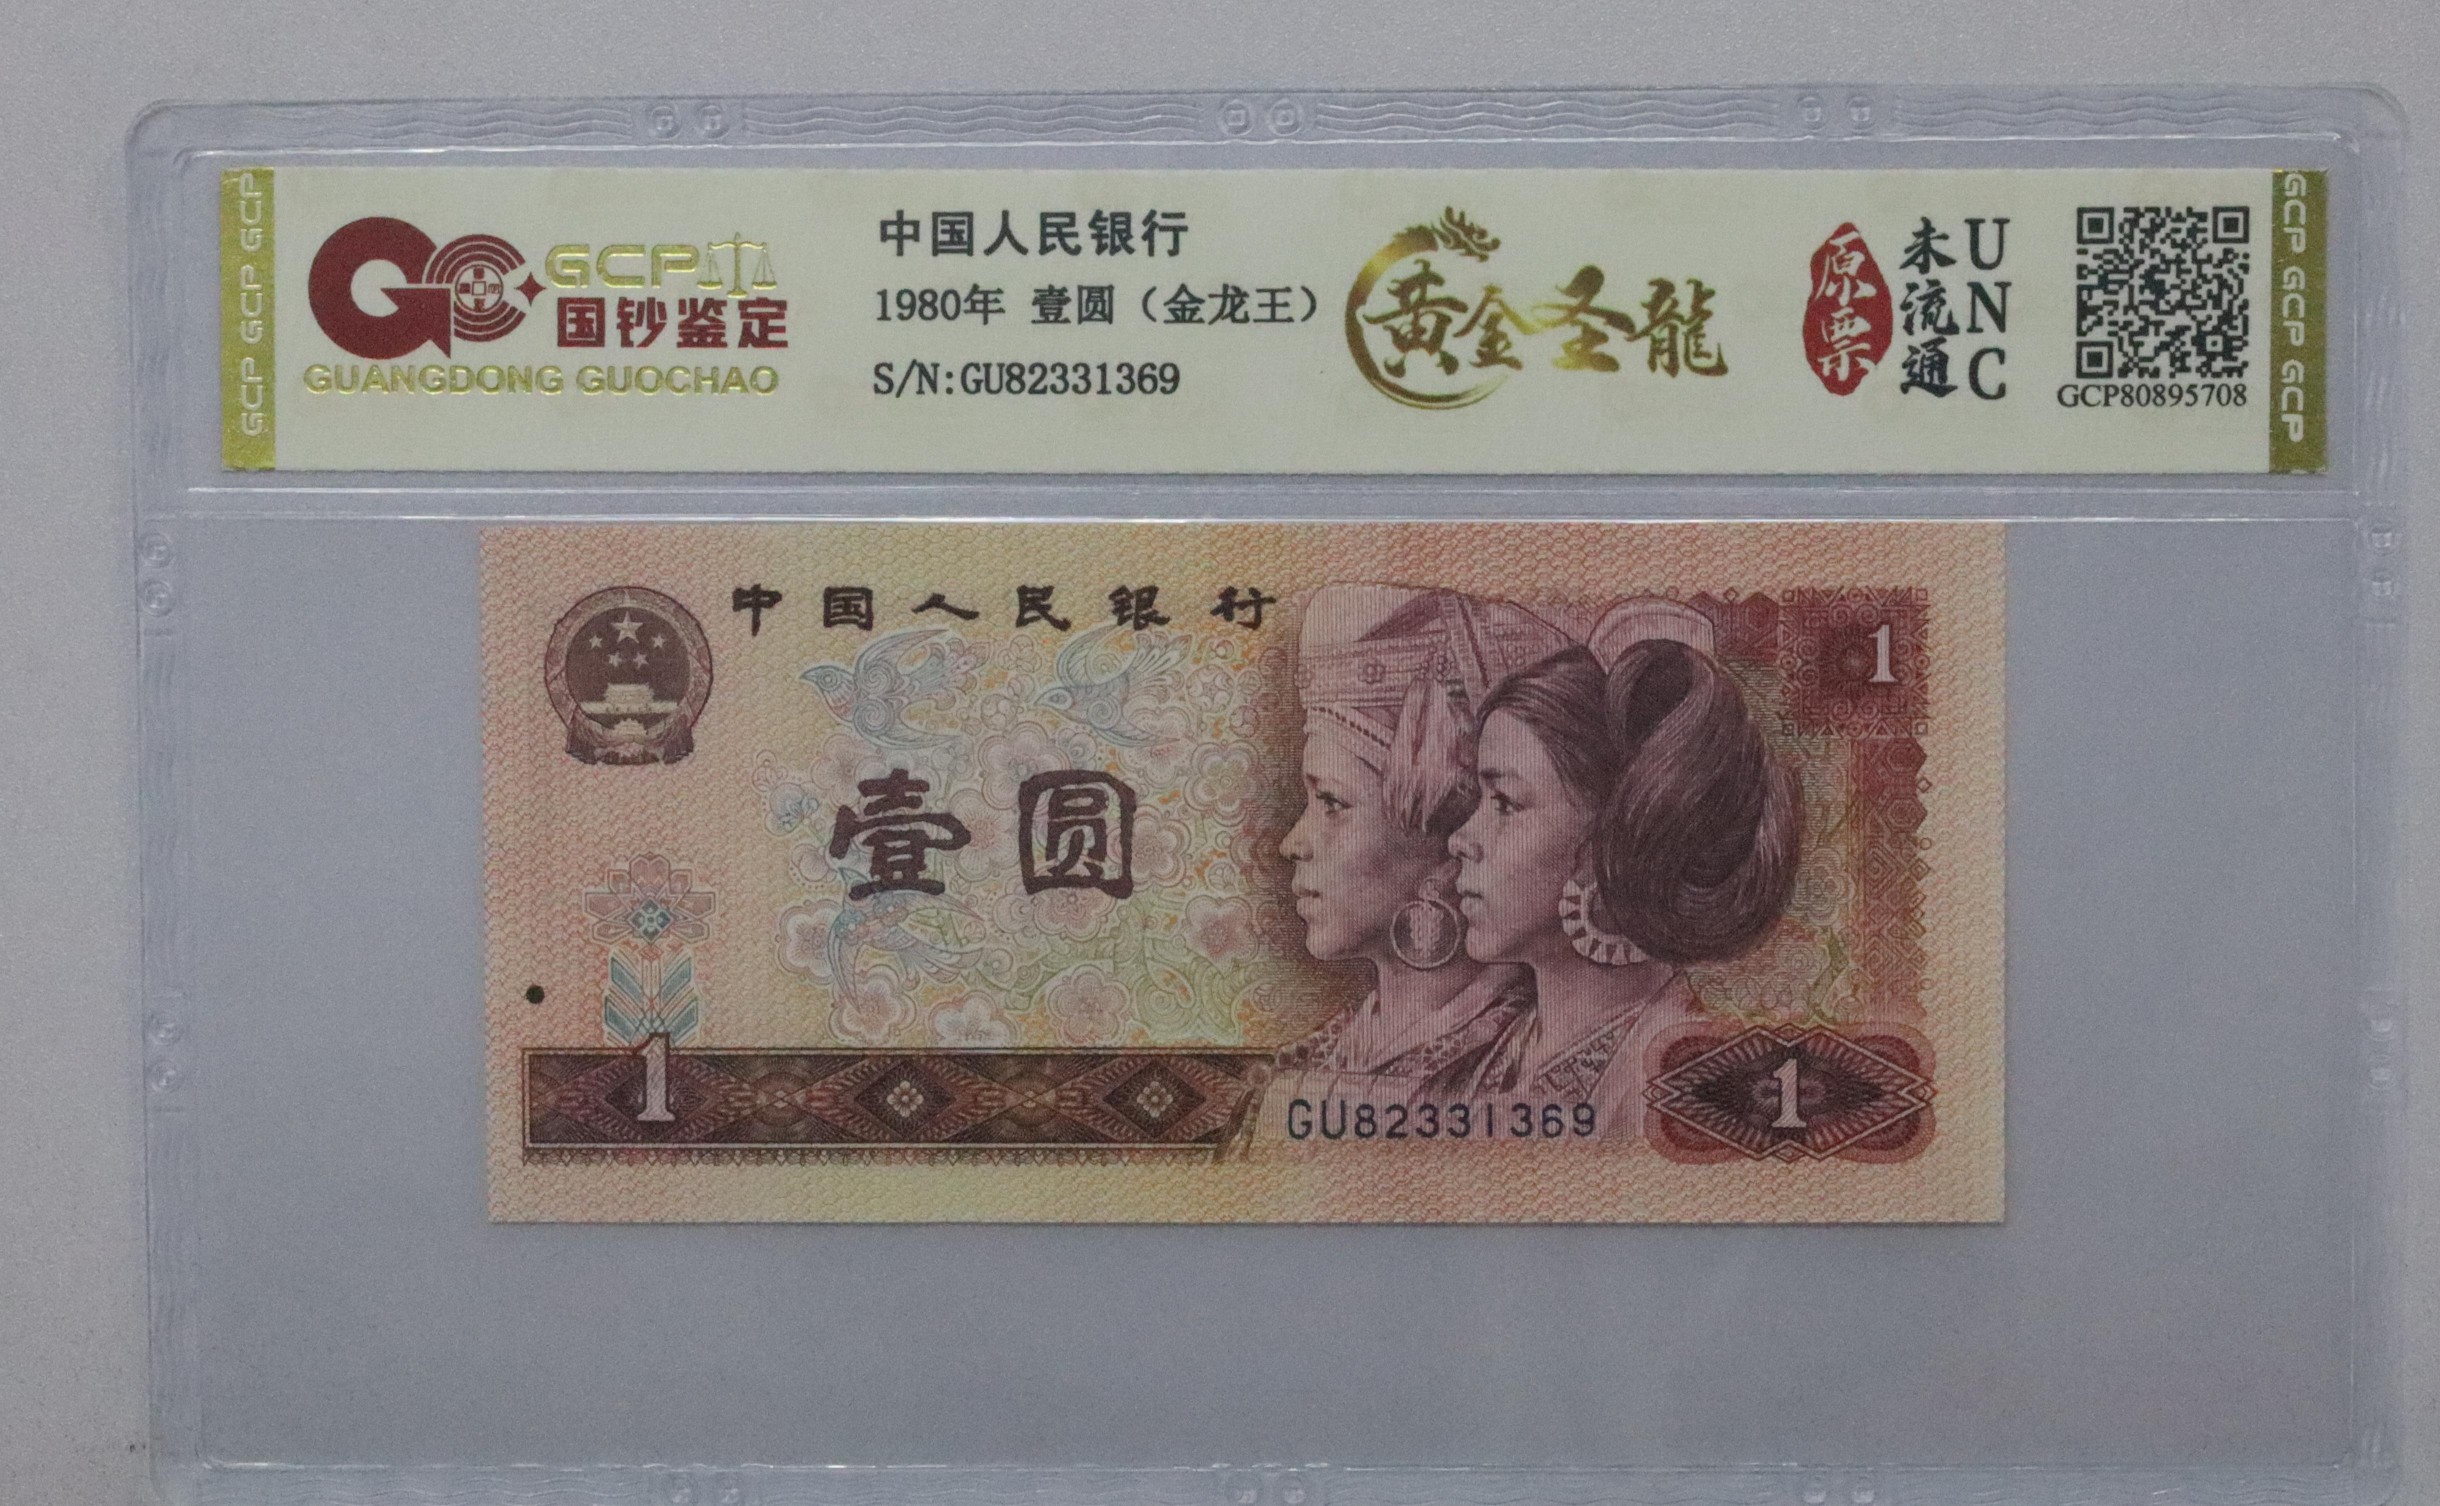 GCP GCP GCP
GCP
国钞鉴定
GUANGDONG GUOCHAO
中国人民银行
1980年 壹圆（金龙王）
S/N:GU82331369
黄金圣龍
原票
未流通
UNC
GCP80895708
GCP GCP GCP
中国人民银行
1
壹圆
1
GU82331369
1